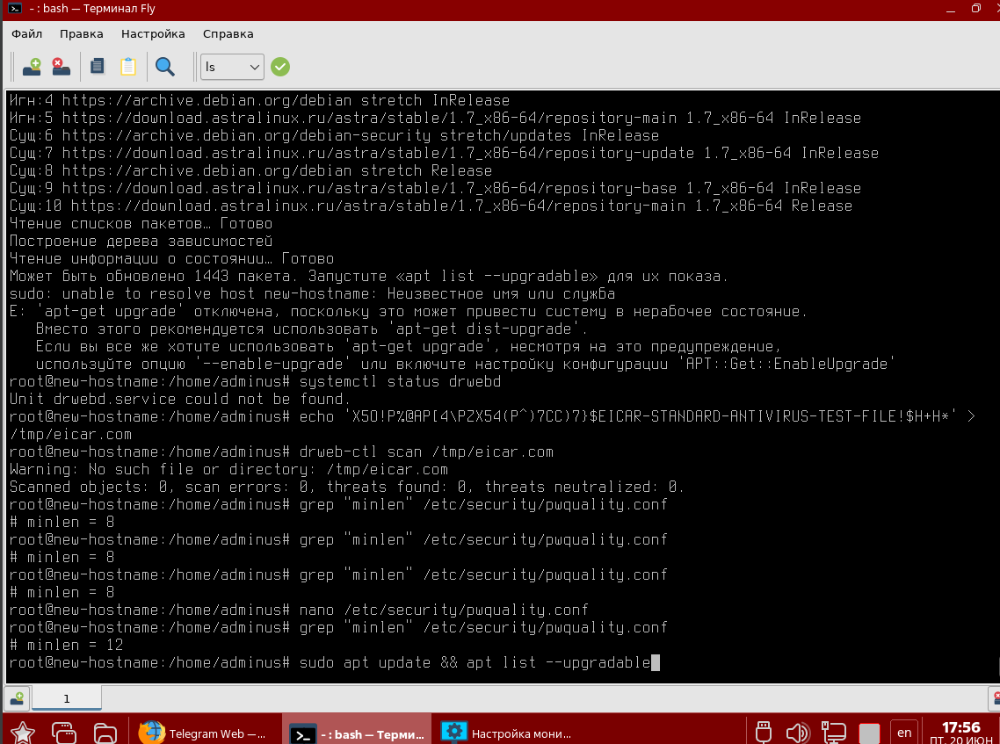 - : bash — Терминал Fly
Файл Правка Настройка Справка
ls
Игн:4 https://archive.debian.org/debian stretch InRelease
Игн:5 https://download.astralinux.ru/astra/stable/1.7_x86-64/repository-main 1.7_x86-64 InRelease
Сущ:6 https://archive.debian.org/debian-security stretch/updates InRelease
Сущ:7 https://download.astralinux.ru/astra/stable/1.7_x86-64/repository-update 1.7_x86-64 InRelease
Сущ:8 https://archive.debian.org/debian stretch Release
Сущ:9 https://download.astralinux.ru/astra/stable/1.7_x86-64/repository-base 1.7_x86-64 InRelease
Сущ:10 https://download.astralinux.ru/astra/stable/1.7_x86-64/repository-main 1.7_x86-64 Release
Чтение списков пакетов… Готово
Построение дерева зависимостей
Чтение информации о состоянии… Готово
Может быть обновлено 1443 пакета. Запустите «apt list --upgradable» для их показа.
sudo: unable to resolve host new-hostname: Неизвестное имя или служба
E: 'apt-get upgrade' отключена, поскольку это может привести систему в нерабочее состояние.
Вместо этого рекомендуется использовать 'apt-get dist-upgrade'.
Если вы все же хотите использовать 'apt-get upgrade', несмотря на это предупреждение,
используйте опцию '--enable-upgrade' или включите настройку конфигурации 'APT::Get::EnableUpgrade'
root@new-hostname:/home/adminus# systemctl status drwebd
Unit drwebd.service could not be found.
root@new-hostname:/home/adminus# echo 'X5O!P%@AP[4\PZX54(P^)7CC)7}$EICAR-STANDARD-ANTIVIRUS-TEST-FILE!$H+H*' >
/tmp/eicar.com
root@new-hostname:/home/adminus# drweb-ctl scan /tmp/eicar.com
Warning: No such file or directory: /tmp/eicar.com
Scanned objects: 0, scan errors: 0, threats found: 0, threats neutralized: 0.
root@new-hostname:/home/adminus# grep "minlen" /etc/security/pwquality.conf
# minlen = 8
root@new-hostname:/home/adminus# grep "minlen" /etc/security/pwquality.conf
# minlen = 8
root@new-hostname:/home/adminus# grep "minlen" /etc/security/pwquality.conf
# minlen = 8
root@new-hostname:/home/adminus# nano /etc/security/pwquality.conf
root@new-hostname:/home/adminus# grep "minlen" /etc/security/pwquality.conf
# minlen = 12
root@new-hostname:/home/adminus# sudo apt update && apt list --upgradable
1
Telegram Web —... - : bash — Терми... Настройка мони... en 17:56
ПТ, 20 ИЮН